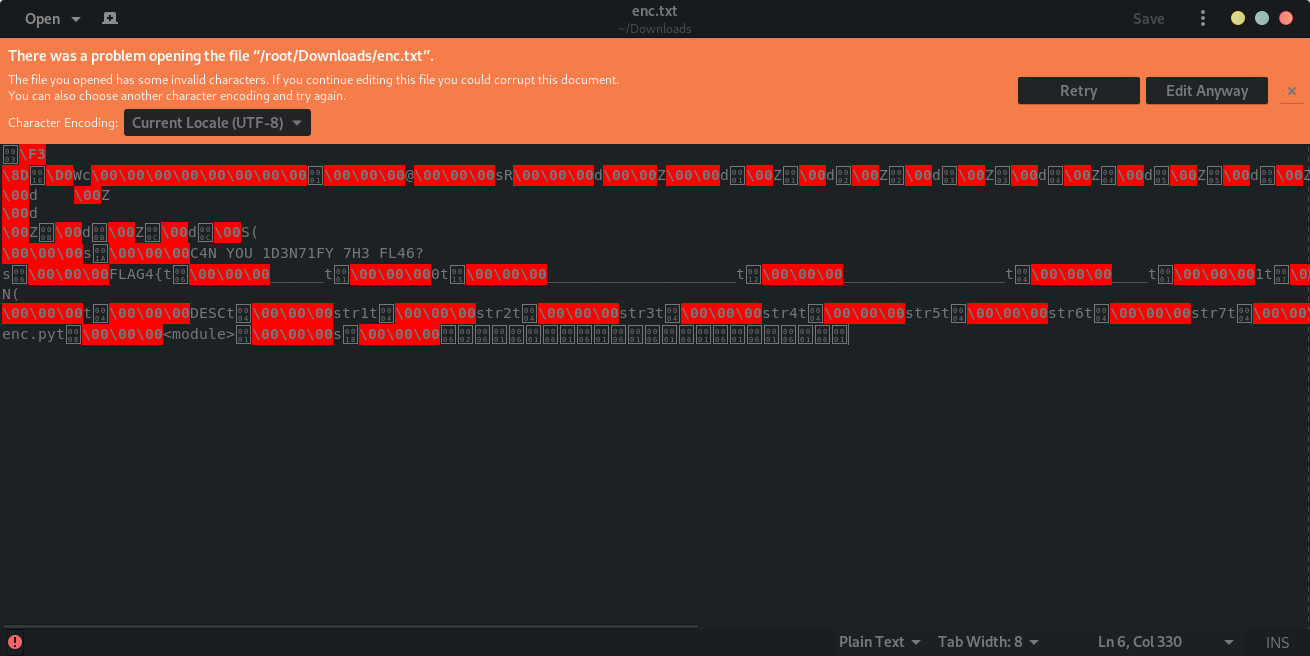 Open
enc.txt
~/Downloads
Save
There was a problem opening the file “/root/Downloads/enc.txt”.
The file you opened has some invalid characters. If you continue editing this file you could corrupt this document.
You can also choose another character encoding and try again.
Retry
Edit Anyway
Character Encoding:
Current Locale (UTF-8)
\F3
\8D \D0Wc\00\00\00\00\00\00\00\00 \00\00\00@\00\00\00sR\00\00\00d\00\00Z\00\00d \00Z \00d \00Z \00d \00Z \00d \00Z \00d \00Z \00d \00Z
\00d \00Z
\00d
\00Z \00d \00Z \00d \00S(
\00\00\00s \00\00\00C4N YOU 1D3N71FY 7H3 FL46?
s \00\00\00FLAG4{t \00\00\00______t \00\00\000t \00\00\00_____________________t \00\00\00__________________t \00\00\00____t \00\00\001t
N(
\00\00\00t \00\00\00DESCt \00\00\00str1t \00\00\00str2t \00\00\00str3t \00\00\00str4t \00\00\00str5t \00\00\00str6t \00\00\00str7t \00\00\00
enc.pyt \00\00\00<module> \00\00\00s \00\00\00
Plain Text
Tab Width: 8
Ln 6, Col 330
INS